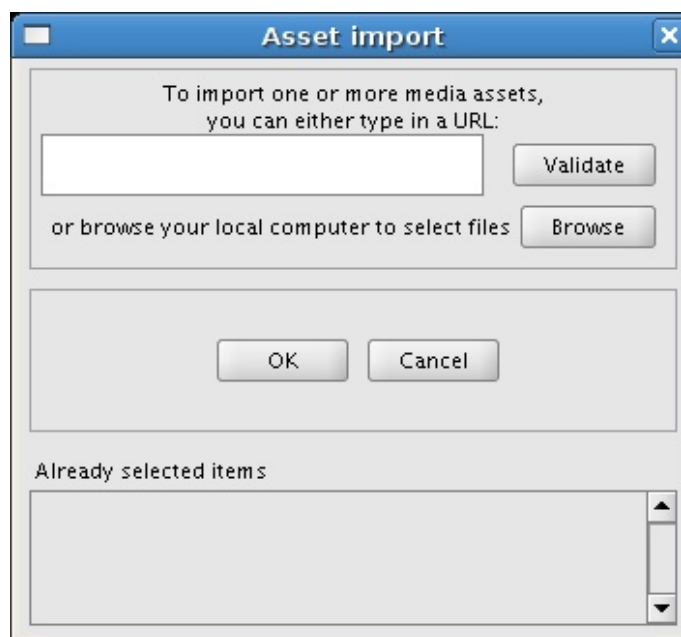 Asset import
To import one or more media assets,
you can either type in a URL:
Validate
or browse your local computer to select files
Browse
OK
Cancel
Already selected items